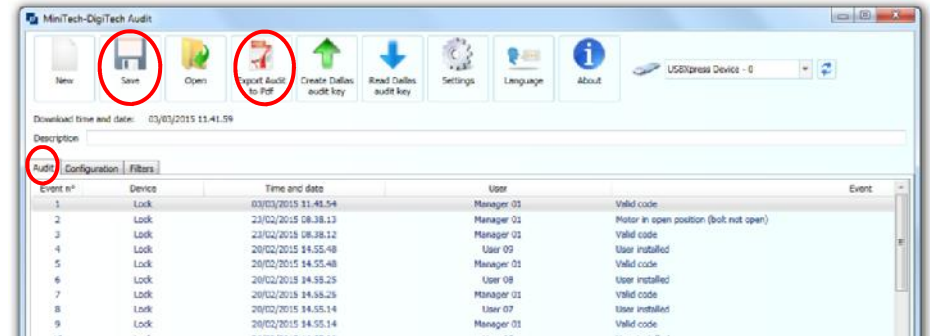 MiniTech-DigiTech Audit
New
Save
Open
Export Audit
to Pdf
Create Dallas
audit key
Read Dallas
audit key
Settings
Language
About
USBXpress Device - 0
Download time and date: 03/03/2015 11.41.59
Description
Audit Configuration Filters
Event n° Device Time and date User Event
1 Lock 03/03/2015 11.41.54 Manager 01 Valid code
2 Lock 23/02/2015 08.38.13 Manager 01 Motor in open position (bolt not open)
3 Lock 23/02/2015 08.38.12 Manager 01 Valid code
4 Lock 20/02/2015 14.55.48 User 09 User installed
5 Lock 20/02/2015 14.55.48 Manager 01 Valid code
6 Lock 20/02/2015 14.55.25 User 08 User installed
7 Lock 20/02/2015 14.55.25 Manager 01 Valid code
8 Lock 20/02/2015 14.55.14 User 07 User installed
9 Lock 20/02/2015 14.55.14 Manager 01 Valid code